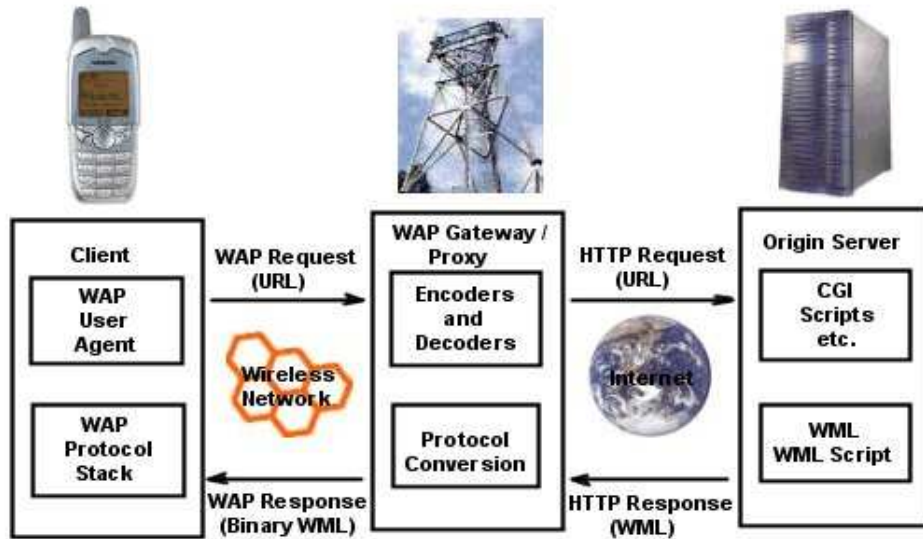 Client
WAP
User
Agent
WAP
Protocol
Stack
WAP Request
(URL)
Wireless
Network
WAP Response
(Binary WML)
WAP Gateway /
Proxy
Encoders
and
Decoders
Protocol
Conversion
HTTP Request
(URL)
Internet
HTTP Response
(WML)
Origin Server
CGI
Scripts
etc.
WML
WML Script